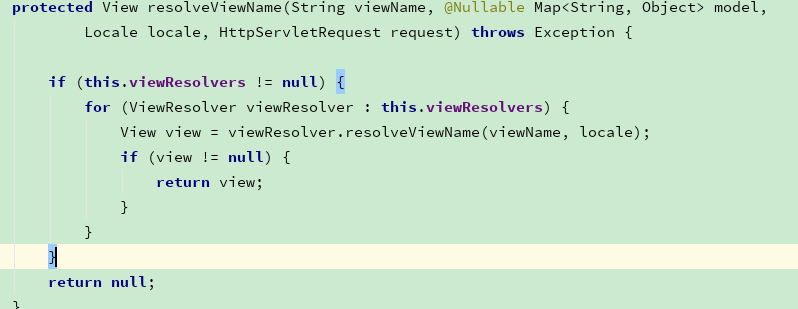 protected View resolveViewName(String viewName, @Nullable Map<String, Object> model,
        Locale locale, HttpServletRequest request) throws Exception {
    if (this.viewResolvers != null) {
        for (ViewResolver viewResolver : this.viewResolvers) {
            View view = viewResolver.resolveViewName(viewName, locale);
            if (view != null) {
                return view;
            }
        }
    }
    return null;
}